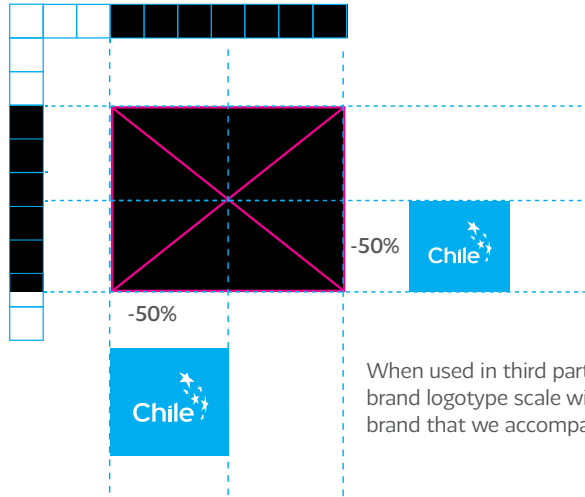 -50%
Chile
-50%
Chile
When used in third part
brand logotype scale wi
brand that we accompa